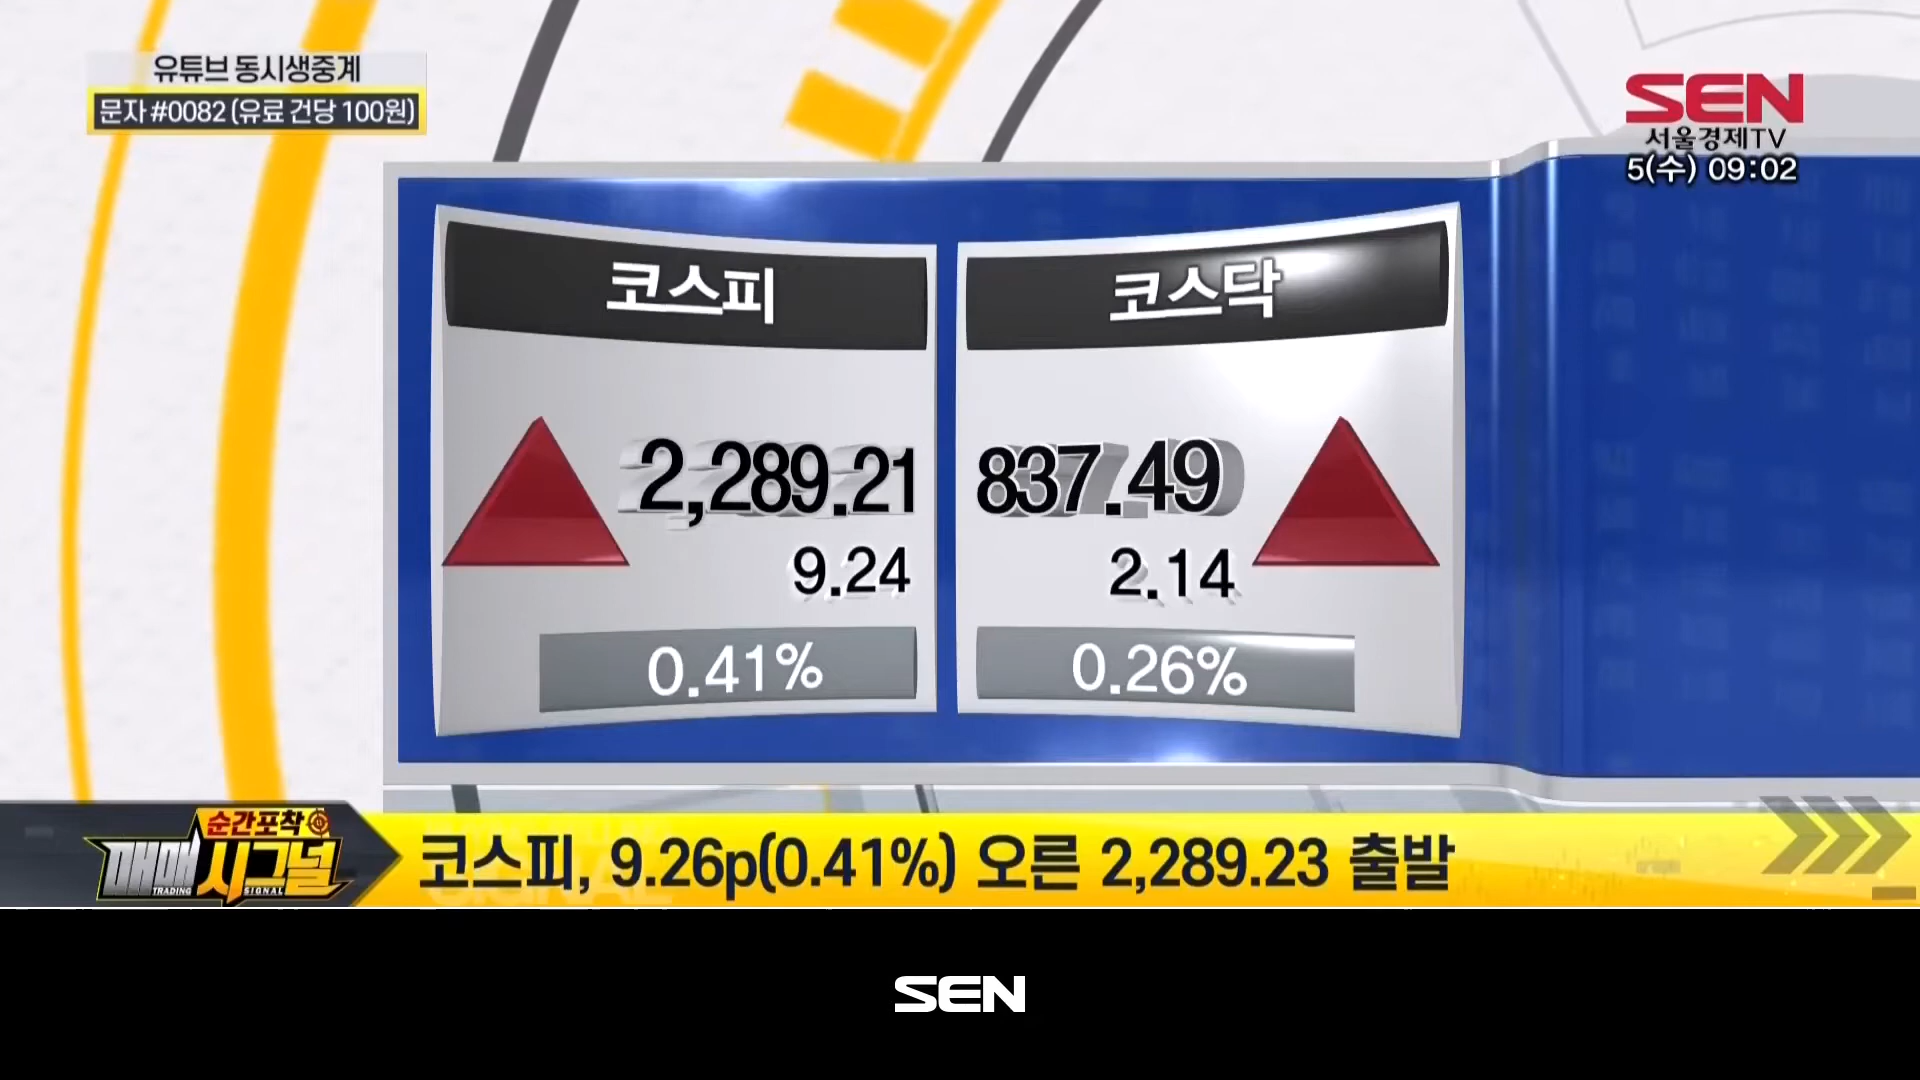 유튜브 동시생중계
문자 #0082 (유료 건당 100원)
SEN
서울경제TV
5(수) 09:02
코스피
2,289.21
9.24
0.41%
코스닥
837.49
2.14
0.26%
순간포착
매매시그널
TRADING SIGNAL
코스피, 9.26p(0.41%) 오른 2,289.23 출발
SEN